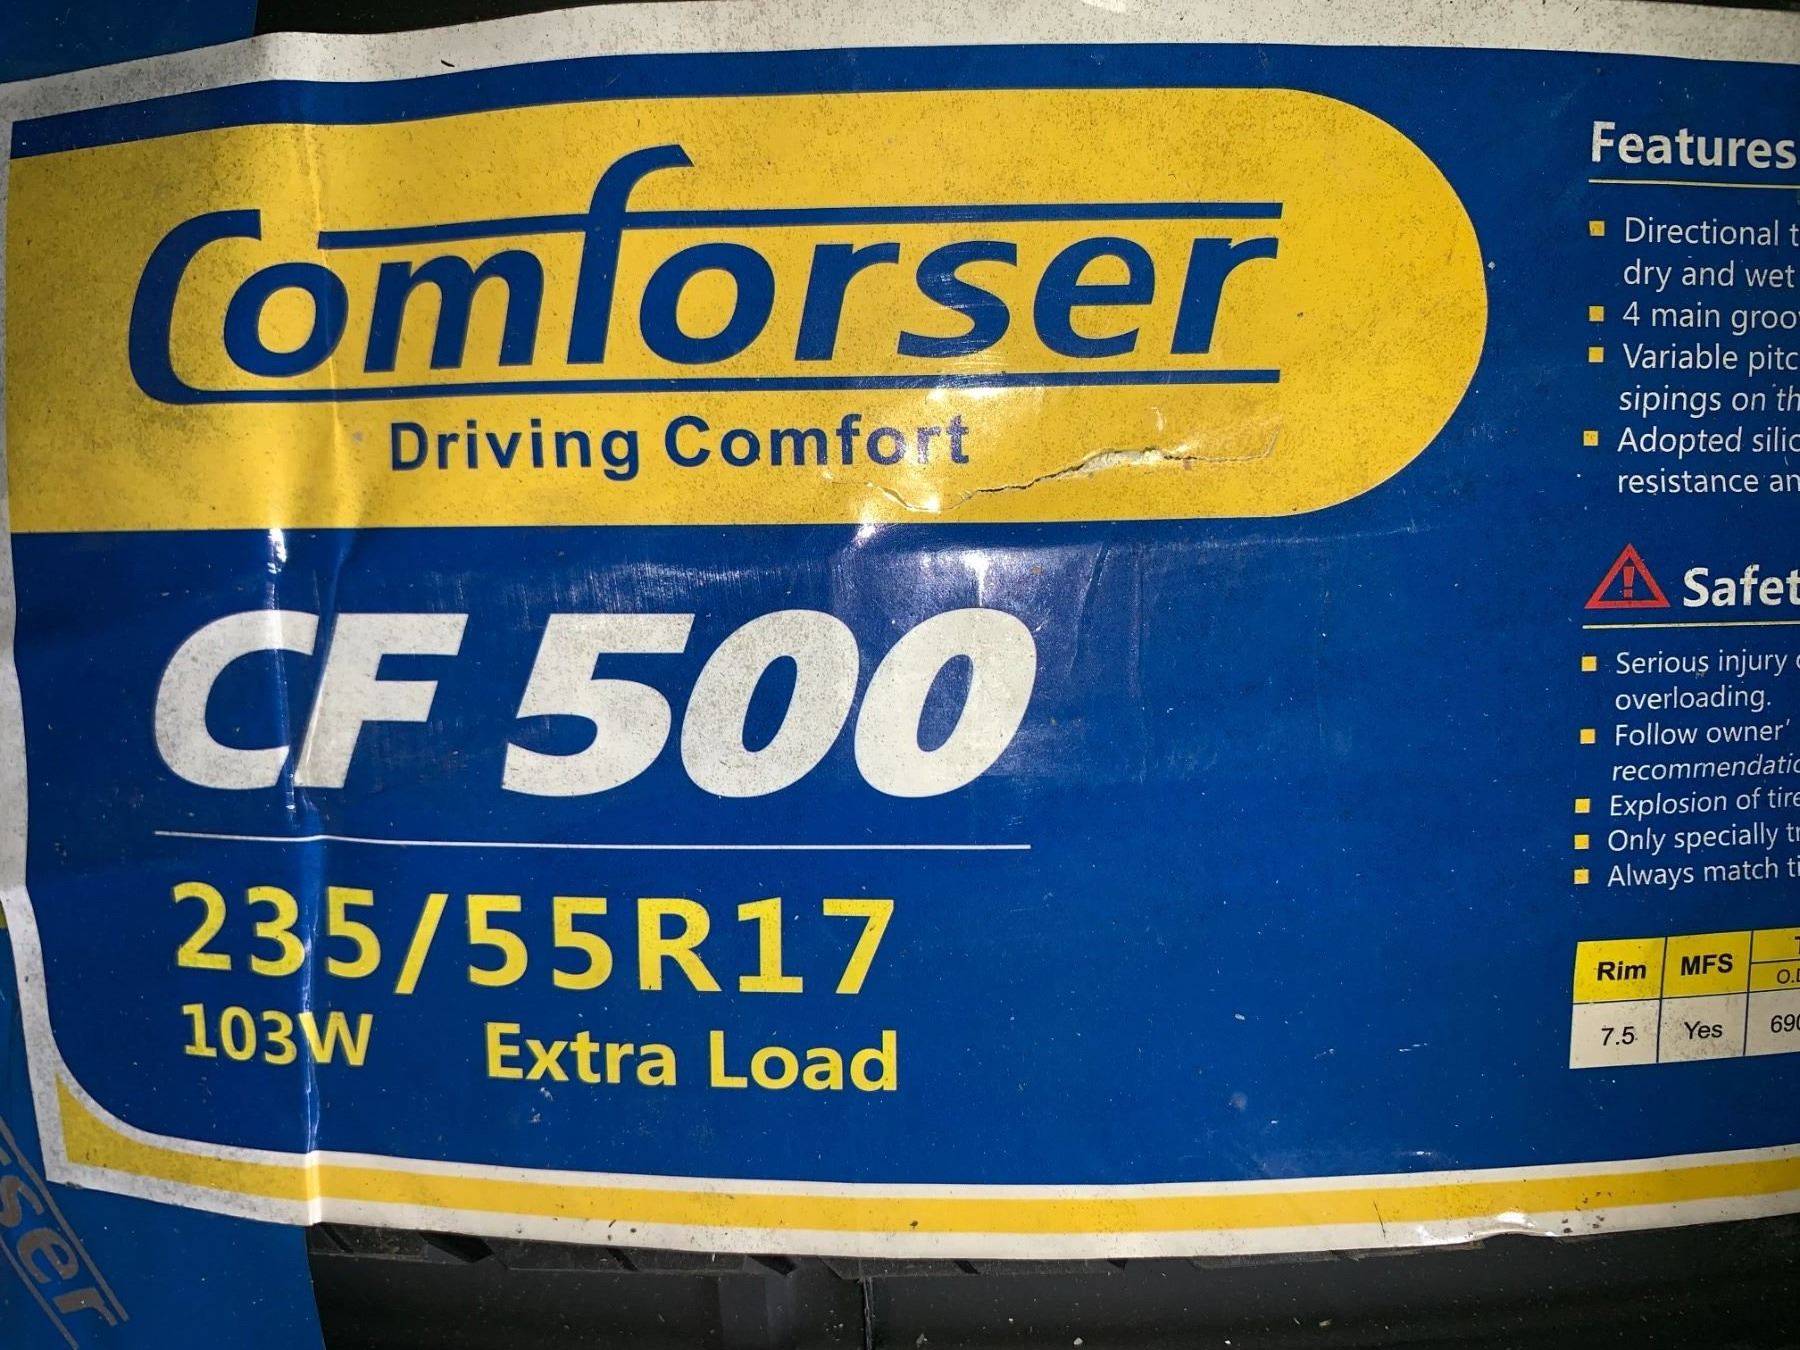 Comforser
Driving Comfort
CF 500
235/55R17
103W Extra Load
Features
Directional
dry and wet
4 main
Variable
sipings on
Adopted
resistance
Serious injury
overloading.
Follow owner'
Explosion of
Only specially
Always match
Rim MFS
7.5 Yes
ser